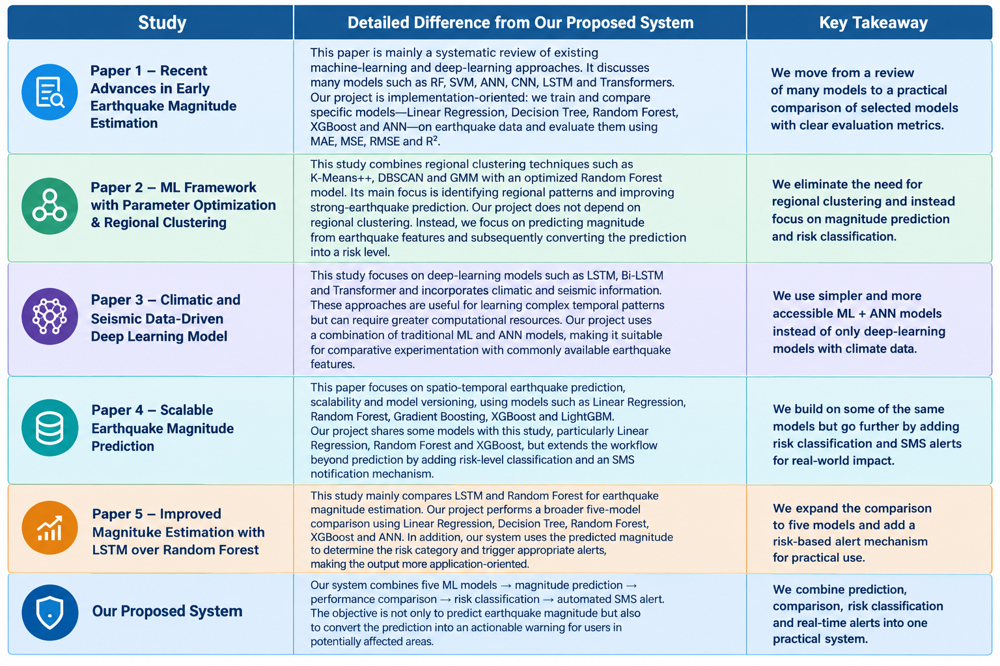 Study
Detailed Difference from Our Proposed System
Key Takeaway
Paper 1 – Recent
Advances in Early
Earthquake Magnitude
Estimation
This paper is mainly a systematic review of existing
machine-learning and deep-learning approaches. It discusses
many models such as RF, SVM, ANN, CNN, LSTM and Transformers.
Our project is implementation-oriented: we train and compare
specific models—Linear Regression, Decision Tree, Random Forest,
XGBoost and ANN—on earthquake data and evaluate them using
MAE, MSE, RMSE and R².
We move from a review
of many models to a practical
comparison of selected models
with clear evaluation metrics.
Paper 2 – ML Framework
with Parameter Optimization
& Regional Clustering
This study combines regional clustering techniques such as
K-Means++, DBSCAN and GMM with an optimized Random Forest
model. Its main focus is identifying regional patterns and improving
strong-earthquake prediction. Our project does not depend on
regional clustering. Instead, we focus on predicting magnitude
from earthquake features and subsequently converting the prediction
into a risk level.
We eliminate the need for
regional clustering and instead
focus on magnitude prediction
and risk classification.
Paper 3 – Climatic and
Seismic Data-Driven
Deep Learning Model
This study focuses on deep-learning models such as LSTM, Bi-LSTM
and Transformer and incorporates climatic and seismic information.
These approaches are useful for learning complex temporal patterns
but can require greater computational resources. Our project uses
a combination of traditional ML and ANN models, making it suitable
for comparative experimentation with commonly available earthquake
features.
We use simpler and more
accessible ML + ANN models
instead of only deep-learning
models with climate data.
Paper 4 – Scalable
Earthquake Magnitude
Prediction
This paper focuses on spatio-temporal earthquake prediction,
scalability and model versioning, using models such as Linear Regression,
Random Forest, Gradient Boosting, XGBoost and LightGBM.
Our project shares some models with this study, particularly Linear
Regression, Random Forest and XGBoost, but extends the workflow
beyond prediction by adding risk-level classification and an SMS
notification mechanism.
We build on some of the same
models but go further by adding
risk classification and SMS alerts
for real-world impact.
Paper 5 – Improved
Magnituke Estimation with
LSTM over Random Forest
This study mainly compares LSTM and Random Forest for earthquake
magnitude estimation. Our project performs a broader five-model
comparison using Linear Regression, Decision Tree, Random Forest,
XGBoost and ANN. In addition, our system uses the predicted magnitude
to determine the risk category and trigger appropriate alerts,
making the output more application-oriented.
We expand the comparison
to five models and add a
risk-based alert mechanism
for practical use.
Our Proposed System
Our system combines five ML models → magnitude prediction →
performance comparison → risk classification → automated SMS alert.
The objective is not only to predict earthquake magnitude but also
to convert the prediction into an actionable warning for users in
potentially affected areas.
We combine prediction,
comparison, risk classification
and real-time alerts into one
practical system.